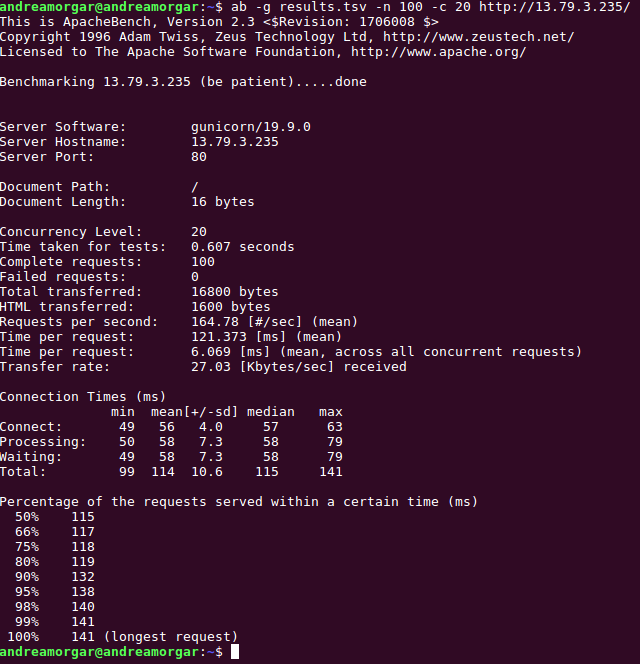 andreamorgar@andreamorgar:~$ ab -g results.tsv -n 100 -c 20 http://13.79.3.235/
This is ApacheBench, Version 2.3 <$Revision: 1706008 $>
Copyright 1996 Adam Twiss, Zeus Technology Ltd, http://www.zeustech.net/
Licensed to The Apache Software Foundation, http://www.apache.org/

Benchmarking 13.79.3.235 (be patient).....done


Server Software:        gunicorn/19.9.0
Server Hostname:        13.79.3.235
Server Port:            80

Document Path:          /
Document Length:        16 bytes

Concurrency Level:      20
Time taken for tests:   0.607 seconds
Complete requests:      100
Failed requests:        0
Total transferred:      16800 bytes
HTML transferred:       1600 bytes
Requests per second:    164.78 [#/sec] (mean)
Time per request:       121.373 [ms] (mean)
Time per request:       6.069 [ms] (mean, across all concurrent requests)
Transfer rate:          27.03 [Kbytes/sec] received

Connection Times (ms)
              min  mean[+/-sd] median   max
Connect:       49   56   4.0     57      63
Processing:    50   58   7.3     58      79
Waiting:       49   58   7.3     58      79
Total:         99  114  10.6    115     141

Percentage of the requests served within a certain time (ms)
  50%    115
  66%    117
  75%    118
  80%    119
  90%    132
  95%    138
  98%    140
  99%    141
 100%    141 (longest request)
andreamorgar@andreamorgar:~$